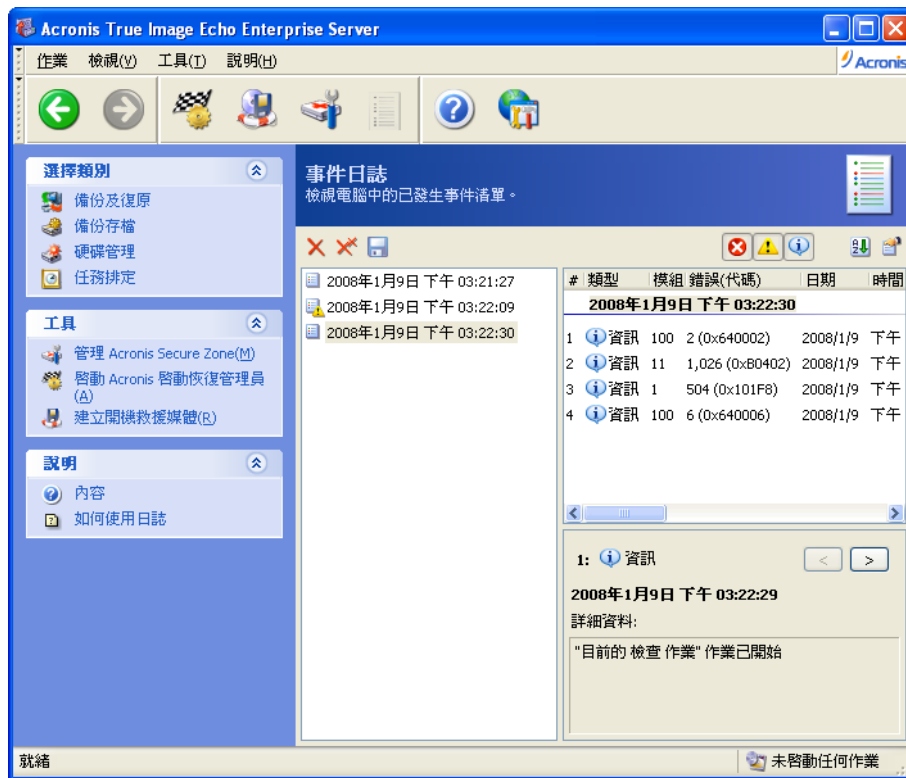 Acronis True Image Echo Enterprise Server
作業 檢視(V) 工具(T) 說明(H)
Acronis
選擇類別
備份及復原
備份存檔
硬碟管理
任務排定
工具
管理 Acronis Secure Zone(M)
啓動 Acronis 啓動恢復管理員
(A)
建立開機救援媒體(R)
說明
內容
如何使用日誌
事件日誌
檢視電腦中的已發生事件清單。
2008年1月9日 下午 03:21:27
2008年1月9日 下午 03:22:09
2008年1月9日 下午 03:22:30
# 類型 模組 錯誤(代碼) 日期 時間
2008年1月9日 下午 03:22:30
1 資訊 100 2 (0x640002) 2008/1/9 下午
2 資訊 11 1,026 (0xB0402) 2008/1/9 下午
3 資訊 1 504 (0x101F8) 2008/1/9 下午
4 資訊 100 6 (0x640006) 2008/1/9 下午
1: 資訊 < >
2008年1月9日 下午 03:22:29
詳細資料:
"目前的 檢查 作業" 作業已開始
就緒
未啓動任何作業